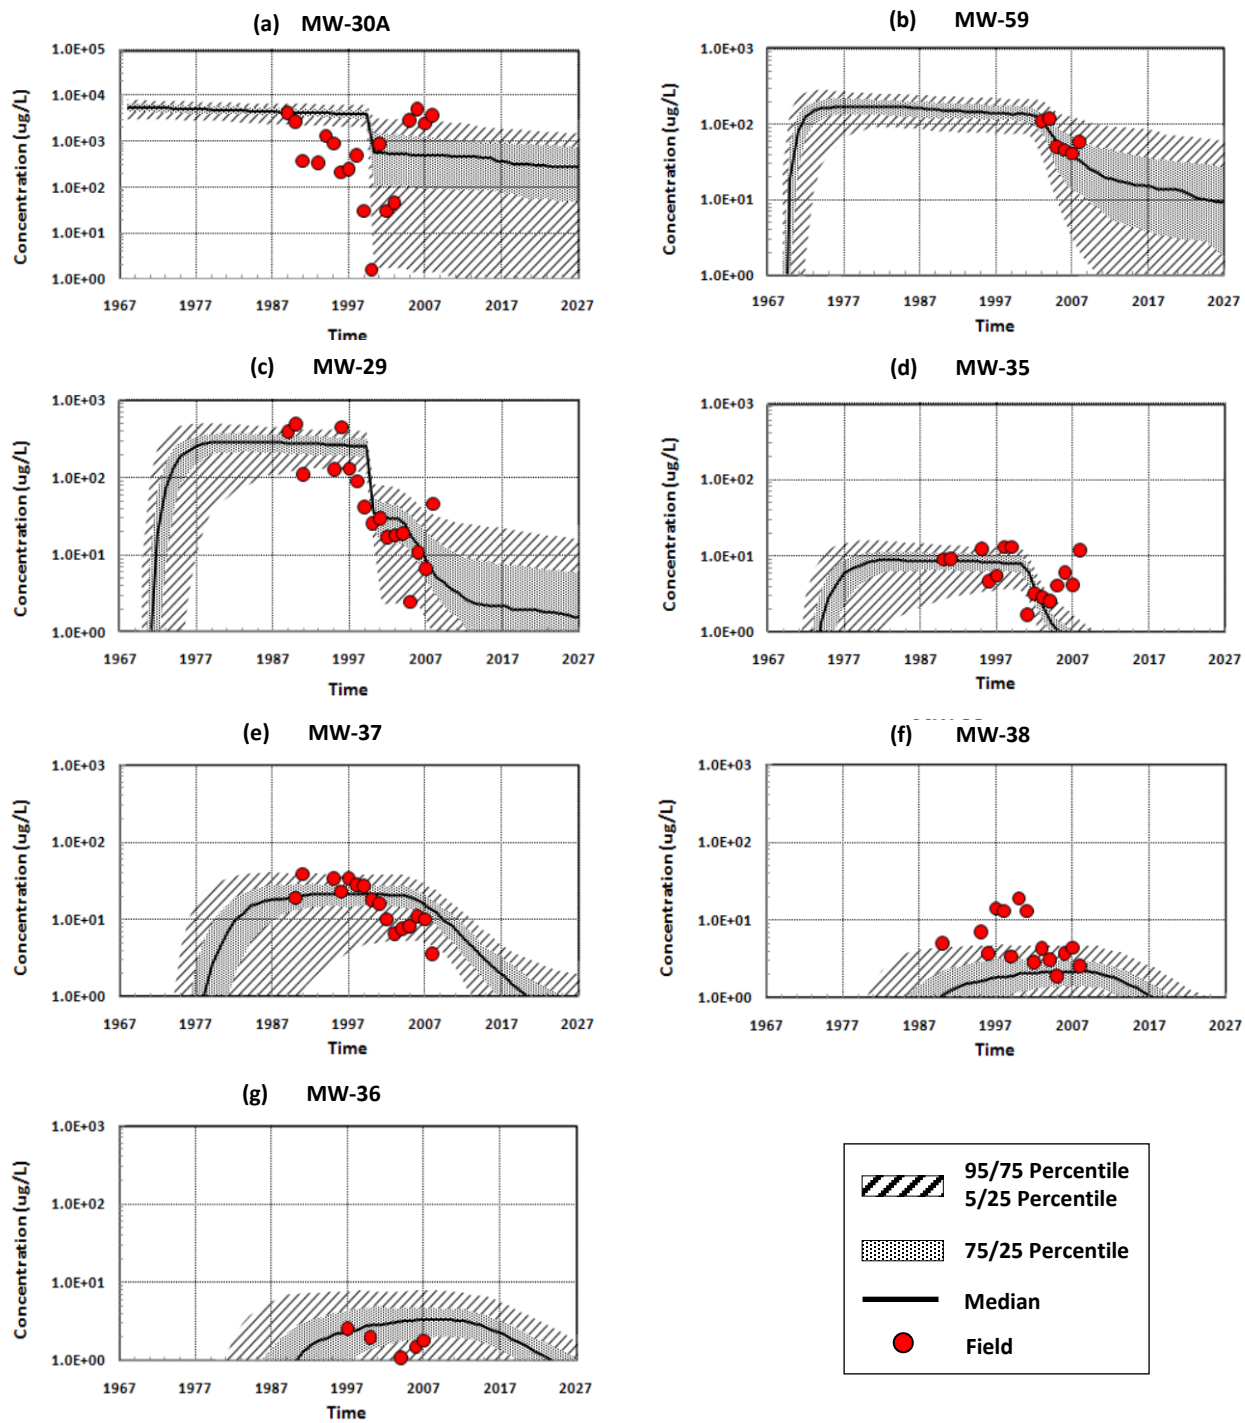 (a) MW-30A
Concentration (ug/L)
1.0E+05
1.0E+04
1.0E+03
1.0E+02
1.0E+01
1.0E+00
1967 1977 1987 1997 2007 2017 2027
Time
(b) MW-59
Concentration (ug/L)
1.0E+03
1.0E+02
1.0E+01
1.0E+00
1967 1977 1987 1997 2007 2017 2027
Time
(c) MW-29
Concentration (ug/L)
1.0E+03
1.0E+02
1.0E+01
1.0E+00
1967 1977 1987 1997 2007 2017 2027
Time
(d) MW-35
Concentration (ug/L)
1.0E+03
1.0E+02
1.0E+01
1.0E+00
1967 1977 1987 1997 2007 2017 2027
Time
(e) MW-37
Concentration (ug/L)
1.0E+03
1.0E+02
1.0E+01
1.0E+00
1967 1977 1987 1997 2007 2017 2027
Time
(f) MW-38
Concentration (ug/L)
1.0E+03
1.0E+02
1.0E+01
1.0E+00
1967 1977 1987 1997 2007 2017 2027
Time
(g) MW-36
Concentration (ug/L)
1.0E+03
1.0E+02
1.0E+01
1.0E+00
1967 1977 1987 1997 2007 2017 2027
Time
95/75 Percentile
5/25 Percentile
75/25 Percentile
Median
Field